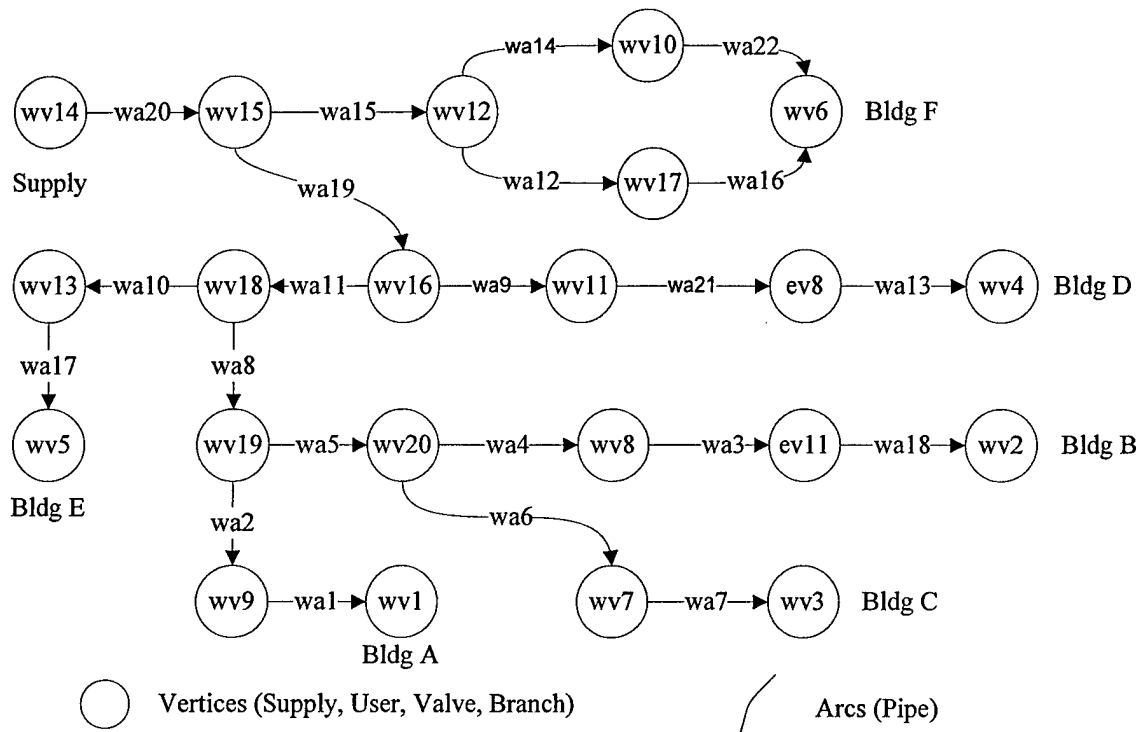 wa14 wv10 wa22
wv14 wa20 wv15 wa15 wv12 wv6 Bldg F
Supply wa19 wa12 wv17 wa16
wv13 wa10 wv18 wa11 wv16 wa9 wv11 wa21 ev8 wa13 wv4 Bldg D
wa17 wa8
wv5 wv19 wa5 wv20 wa4 wv8 wa3 ev11 wa18 wv2 Bldg B
Bldg E
wa2 wa6
wv9 wa1 wv1 wv7 wa7 wv3 Bldg C
Bldg A
Vertices (Supply, User, Valve, Branch) Arcs (Pipe)